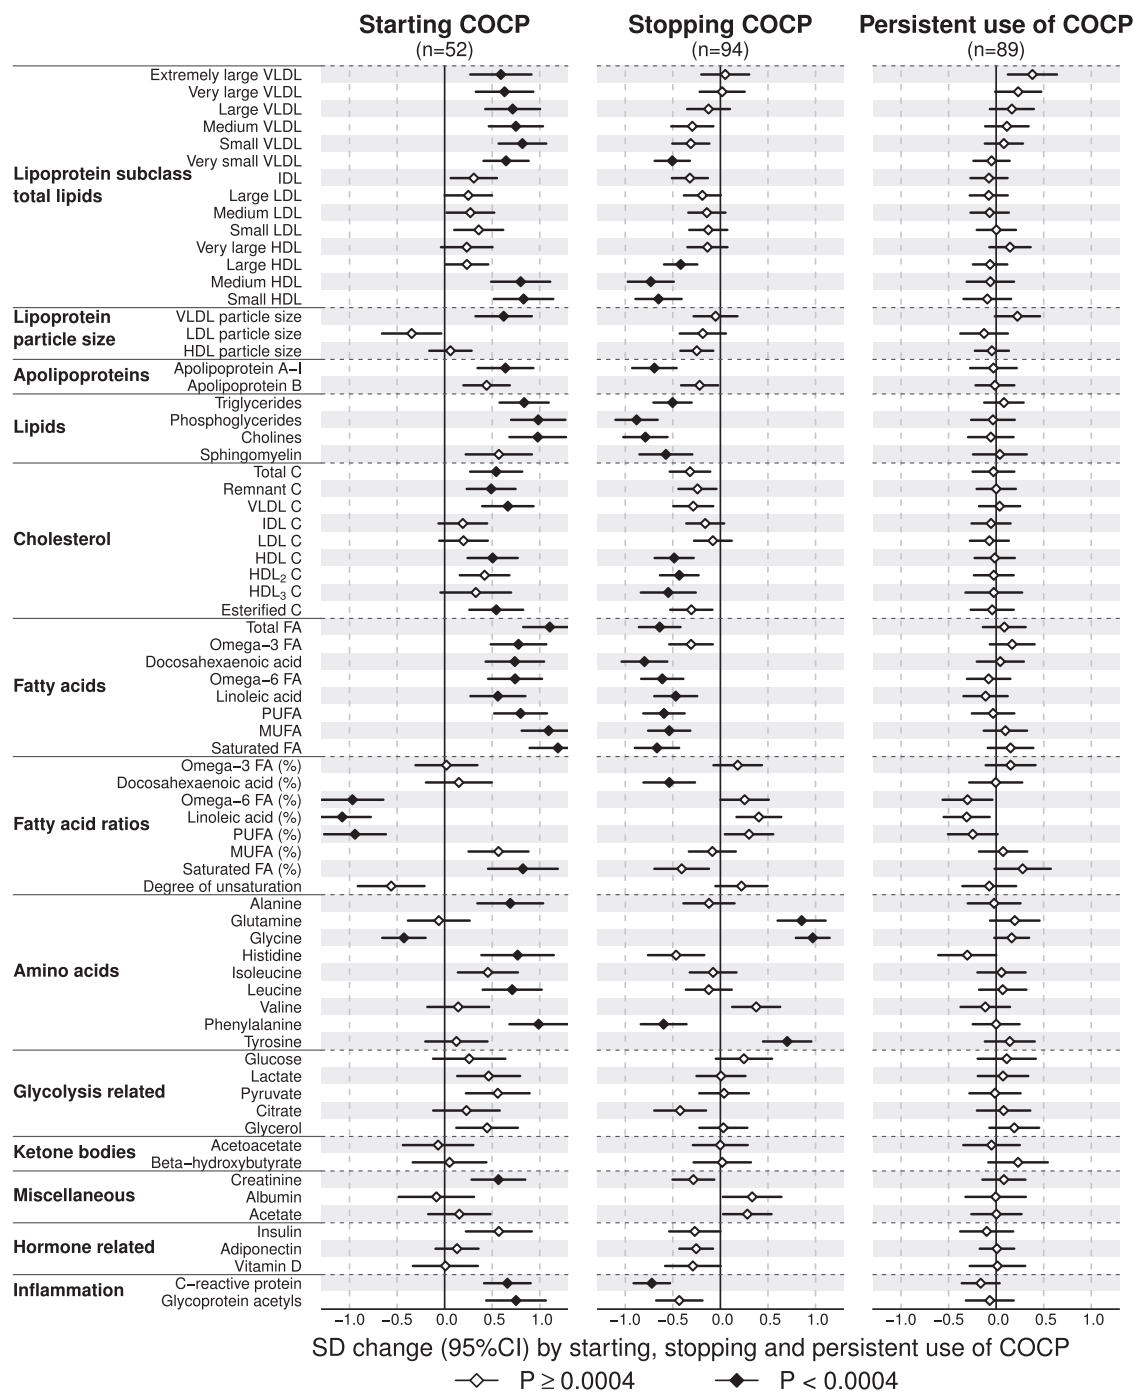 Starting COCP Stopping COCP Persistent use of COCP
(n=52) (n=94) (n=89)
Extremely large VLDL
Very large VLDL
Large VLDL
Medium VLDL
Small VLDL
Very small VLDL
Lipoprotein subclass
total lipids
IDL
Large LDL
Medium LDL
Small LDL
Very large HDL
Large HDL
Medium HDL
Small HDL
Lipoprotein
particle size
VLDL particle size
LDL particle size
HDL particle size
Apolipoproteins
Apolipoprotein A−I
Apolipoprotein B
Lipids
Triglycerides
Phosphoglycerides
Cholines
Sphingomyelin
Cholesterol
Total C
Remnant C
VLDL C
IDL C
LDL C
HDL C
HDL₂ C
HDL₃ C
Esterified C
Fatty acids
Total FA
Omega−3 FA
Docosahexaenoic acid
Omega−6 FA
Linoleic acid
PUFA
MUFA
Saturated FA
Fatty acid ratios
Omega−3 FA (%)
Docosahexaenoic acid (%)
Omega−6 FA (%)
Linoleic acid (%)
PUFA (%)
MUFA (%)
Saturated FA (%)
Degree of unsaturation
Amino acids
Alanine
Glutamine
Glycine
Histidine
Isoleucine
Leucine
Valine
Phenylalanine
Tyrosine
Glycolysis related
Glucose
Lactate
Pyruvate
Citrate
Glycerol
Ketone bodies
Acetoacetate
Beta−hydroxybutyrate
Miscellaneous
Creatinine
Albumin
Acetate
Hormone related
Insulin
Adiponectin
Vitamin D
Inflammation
C−reactive protein
Glycoprotein acetyls
−1.0 −0.5 0.0 0.5 1.0 −1.0 −0.5 0.0 0.5 1.0 −1.0 −0.5 0.0 0.5 1.0
SD change (95%CI) by starting, stopping and persistent use of COCP
P ≥ 0.0004 P < 0.0004